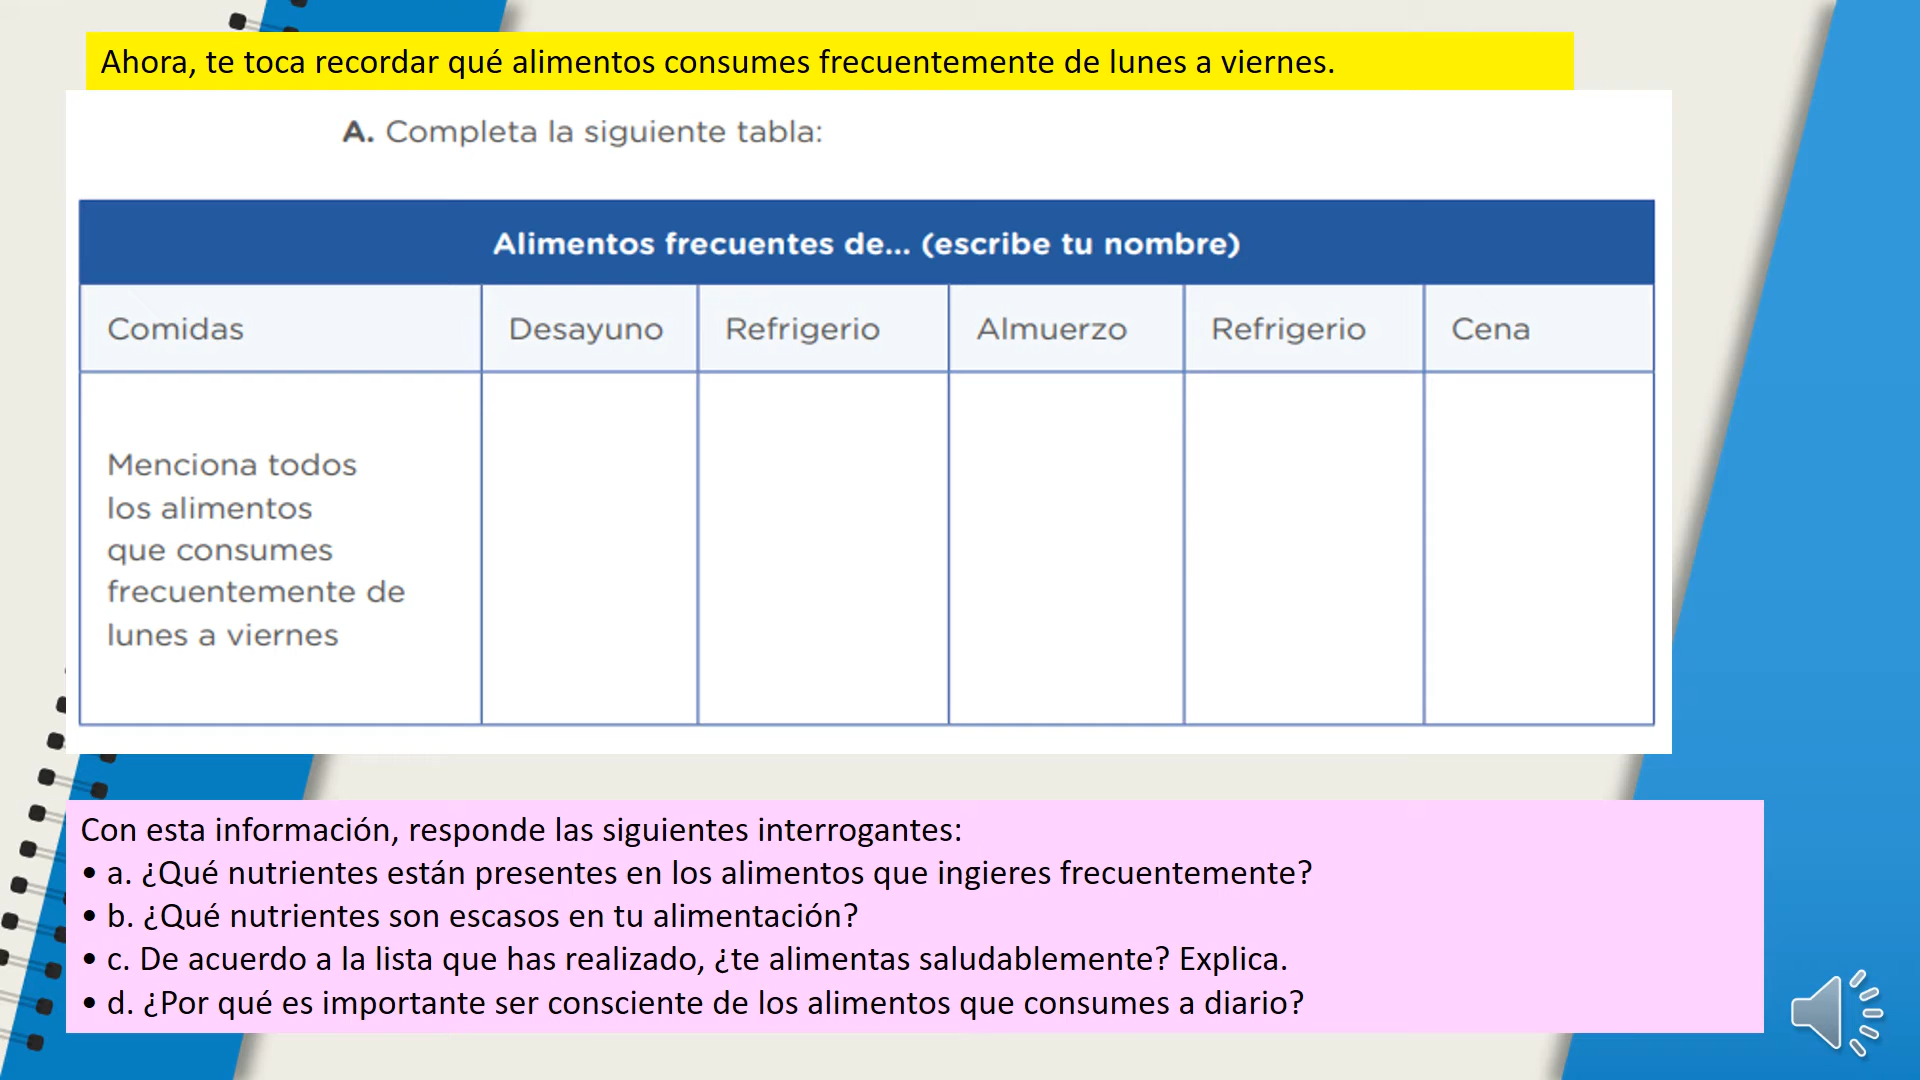 Ahora, te toca recordar qué alimentos consumes frecuentemente de lunes a viernes.
A. Completa la siguiente tabla:
Alimentos frecuentes de... (escribe tu nombre)
Comidas Desayuno Refrigerio Almuerzo Refrigerio Cena
Menciona todos
los alimentos
que consumes
frecuentemente de
lunes a viernes
Con esta información, responde las siguientes interrogantes:
• a. ¿Qué nutrientes están presentes en los alimentos que ingieres frecuentemente?
• b. ¿Qué nutrientes son escasos en tu alimentación?
• c. De acuerdo a la lista que has realizado, ¿te alimentas saludablemente? Explica.
• d. ¿Por qué es importante ser consciente de los alimentos que consumes a diario?